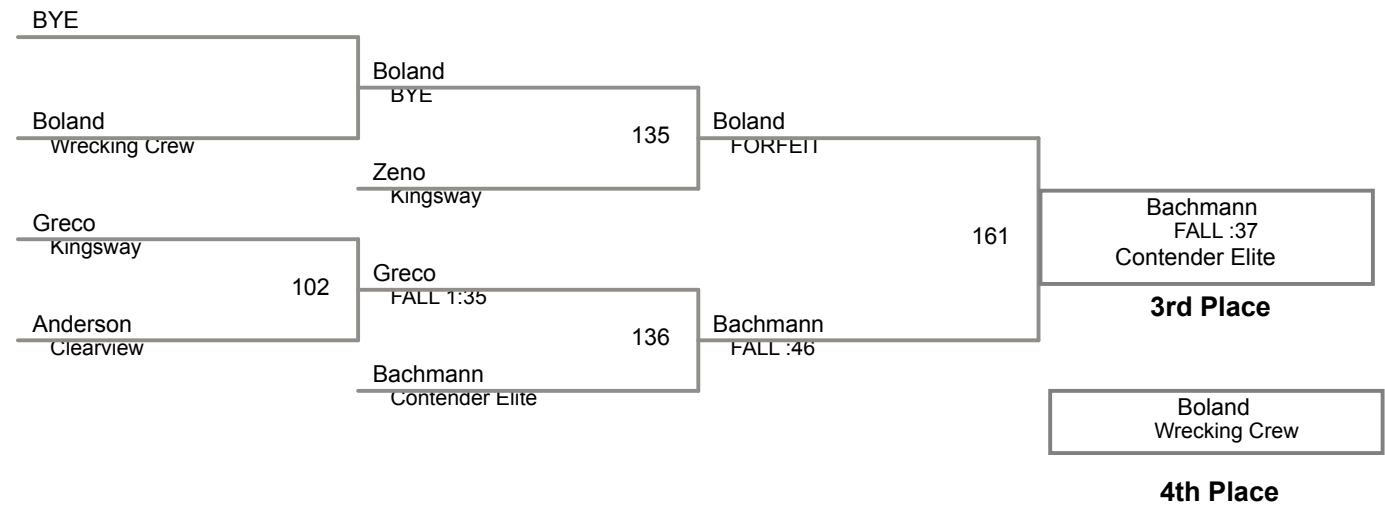 BYE
Boland
BYE
Boland
Wrecking Crew
135
Boland
FORFEIT
Zeno
Kingsway
Greco
Kingsway
161
Bachmann
FALL :37
Contender Elite
3rd Place
102
Greco
FALL 1:35
Anderson
Clearview
136
Bachmann
FALL :46
Bachmann
Contender Elite
Boland
Wrecking Crew
4th Place